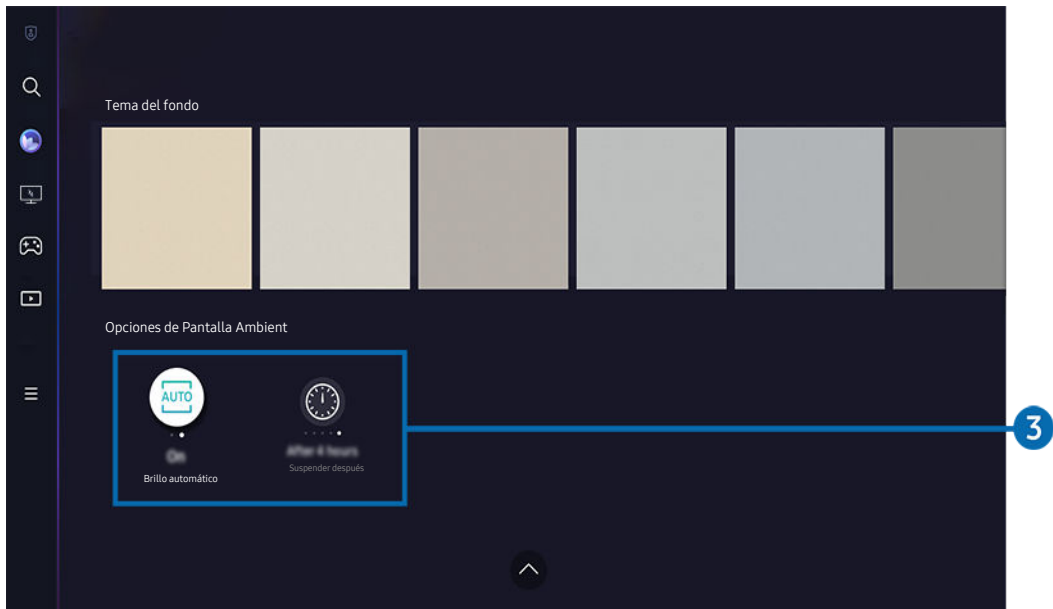 Tema del fondo
Opciones de Pantalla Ambient
AUTO
On
After 4 hours
Brillo automático
Suspender después
3